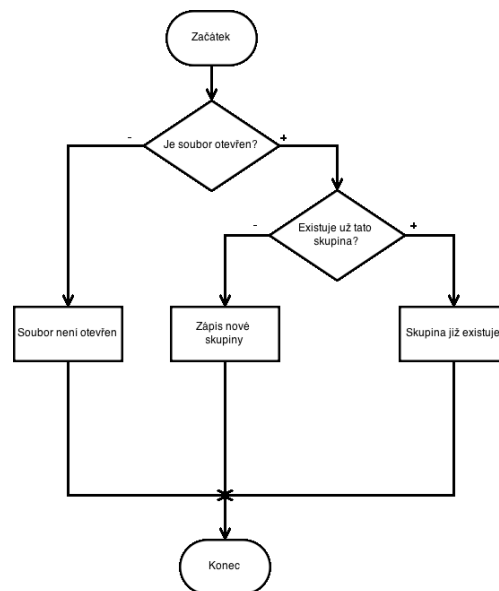 Začátek
-
Je soubor otevřen?
+
-
Existuje už tato
skupina?
+
Soubor není otevřen
Zápis nové
skupiny
Skupina již existuje
Konec